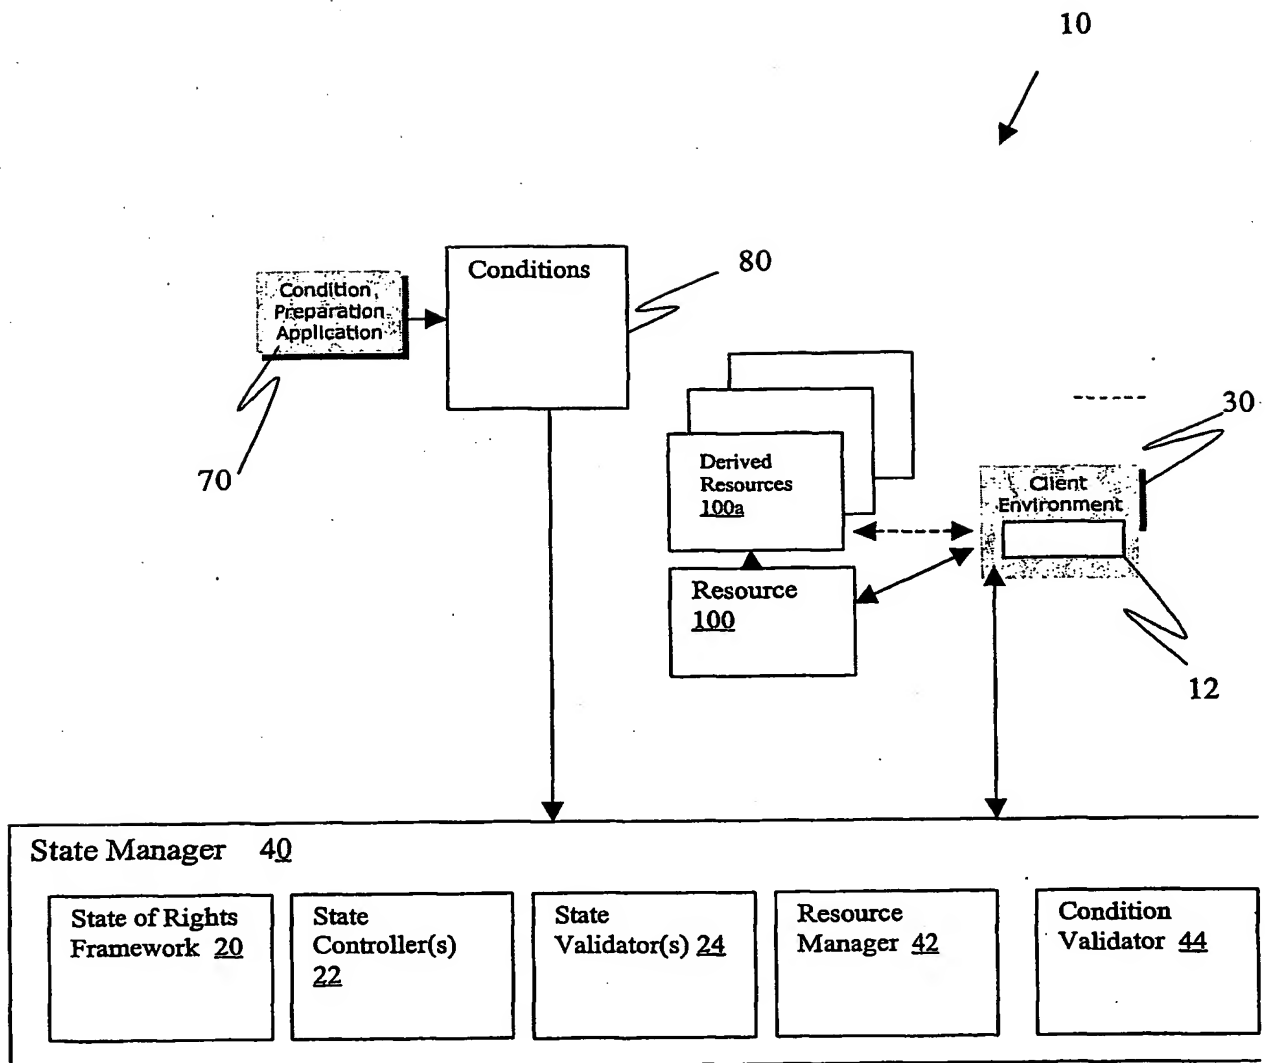 10
Conditions
80
Condition
Preparation
Application
70
30
Derived
Resources
100a
Client
Environment
Resource
100
12
State Manager 40
State of Rights
Framework 20
State
Controller(s)
22
State
Validator(s) 24
Resource
Manager 42
Condition
Validator 44